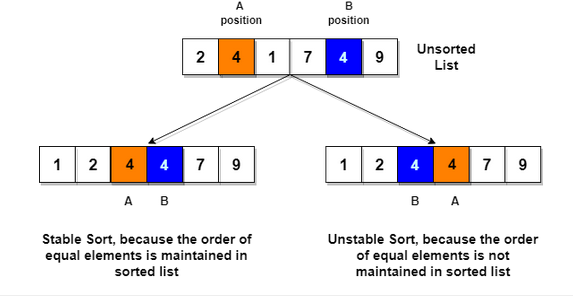 A
position
B
position
2 4 1 7 4 9
Unsorted
List
1 2 4 4 7 9
A B
1 2 4 4 7 9
B A
Stable Sort, because the order of
equal elements is maintained in
sorted list
Unstable Sort, because the order
of equal elements is not
maintained in sorted list